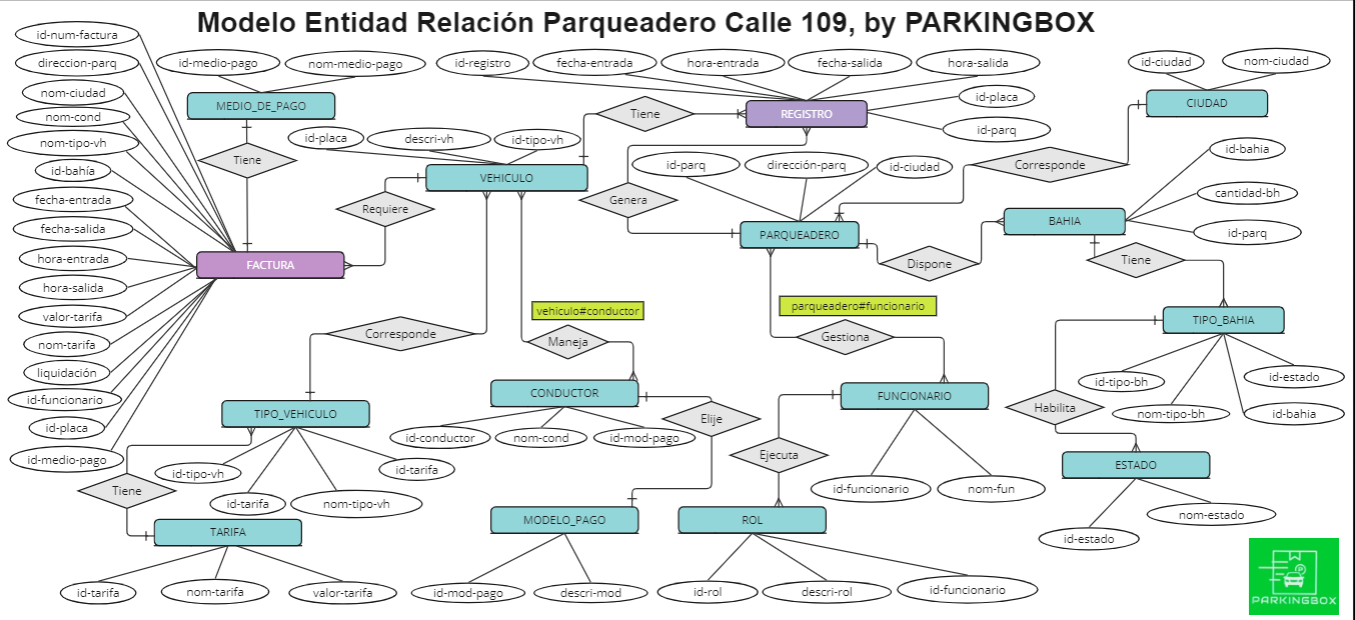 Modelo Entidad Relación Parqueadero Calle 109, by PARKINGBOX
id-num-factura
direccion-parq
nom-ciudad
nom-cond
nom-tipo-vh
id-bahía
fecha-entrada
fecha-salida
hora-entrada
hora-salida
valor-tarifa
nom-tarifa
liquidación
id-funcionario
id-placa
id-medio-pago
FACTURA
id-medio-pago
nom-medio-pago
MEDIO_DE_PAGO
Tiene
id-placa
descri-vh
id-tipo-vh
VEHICULO
Requiere
id-registro
fecha-entrada
hora-entrada
fecha-salida
hora-salida
id-placa
id-parq
REGISTRO
Tiene
Genera
id-parq
dirección-parq
id-ciudad
PARQUEADERO
id-ciudad
nom-ciudad
CIUDAD
Corresponde
id-bahia
cantidad-bh
id-parq
BAHIA
Dispone
Tiene
TIPO_BAHIA
id-tipo-bh
nom-tipo-bh
id-bahia
id-estado
Habilita
ESTADO
id-estado
nom-estado
Corresponde
vehiculo#conductor
Maneja
parqueadero#funcionario
Gestiona
CONDUCTOR
id-conductor
nom-cond
id-mod-pago
Elije
FUNCIONARIO
id-funcionario
nom-fun
Ejecuta
TIPO_VEHICULO
id-tipo-vh
id-tarifa
nom-tipo-vh
id-tarifa
Tiene
TARIFA
id-tarifa
nom-tarifa
valor-tarifa
MODELO_PAGO
id-mod-pago
descri-mod
ROL
id-rol
descri-rol
id-funcionario
PARKINGBOX